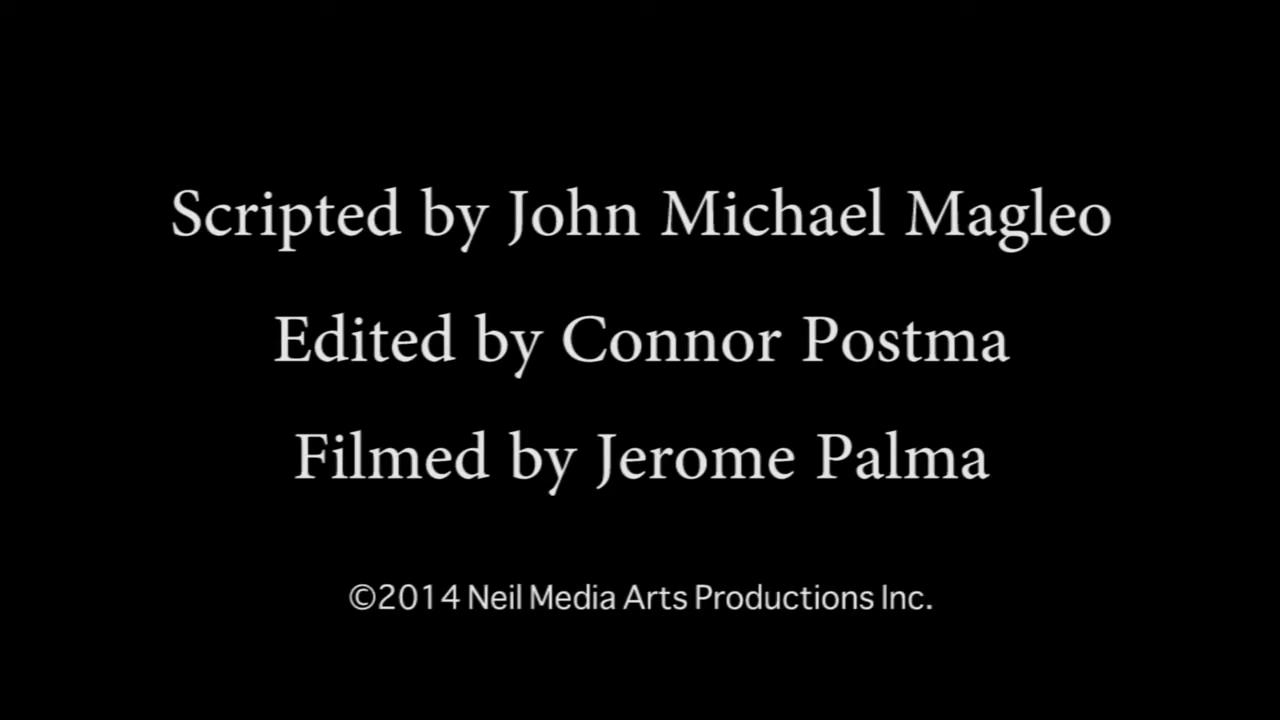 Scripted by John Michael Magleo
Edited by Connor Postma
Filmed by Jerome Palma
©2014 Neil Media Arts Productions Inc.